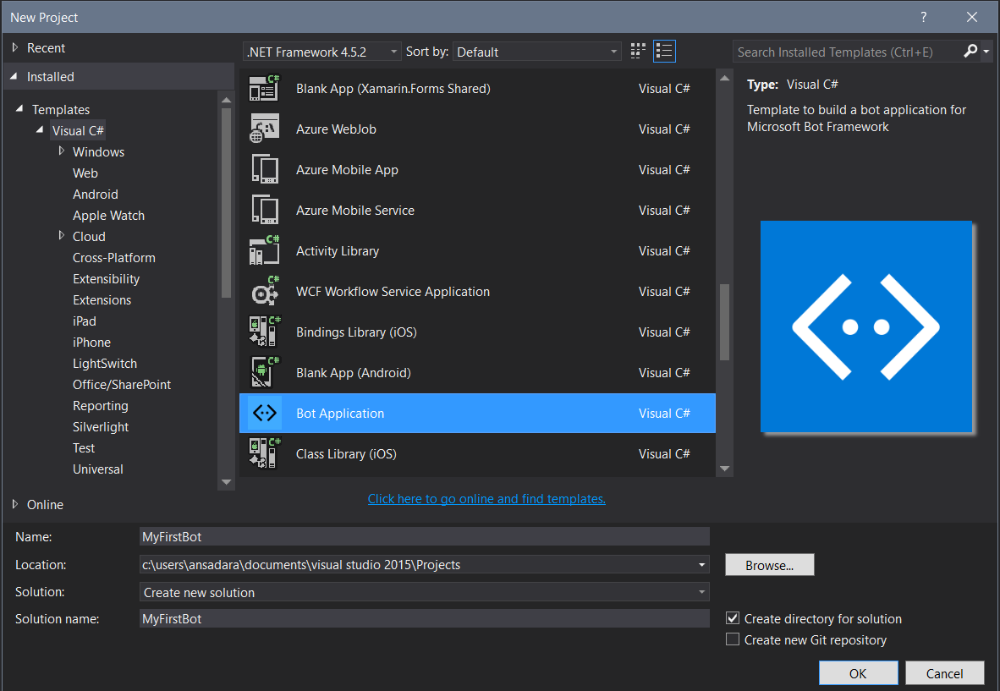 New Project
?
Recent
.NET Framework 4.5.2
Sort by:
Default
Search Installed Templates (Ctrl+E)
Installed
Templates
Visual C#
Windows
Web
Android
Apple Watch
Cloud
Cross-Platform
Extensibility
Extensions
iPad
iPhone
LightSwitch
Office/SharePoint
Reporting
Silverlight
Test
Universal
Online
Blank App (Xamarin.Forms Shared) Visual C#
Azure WebJob Visual C#
Azure Mobile App Visual C#
Azure Mobile Service Visual C#
Activity Library Visual C#
WCF Workflow Service Application Visual C#
Bindings Library (iOS) Visual C#
Blank App (Android) Visual C#
Bot Application Visual C#
Class Library (iOS) Visual C#
Click here to go online and find templates.
Type: Visual C#
Template to build a bot application for
Microsoft Bot Framework
Name: MyFirstBot
Location: c:\users\ansadara\documents\visual studio 2015\Projects
Browse...
Solution: Create new solution
Solution name: MyFirstBot
Create directory for solution
Create new Git repository
OK
Cancel